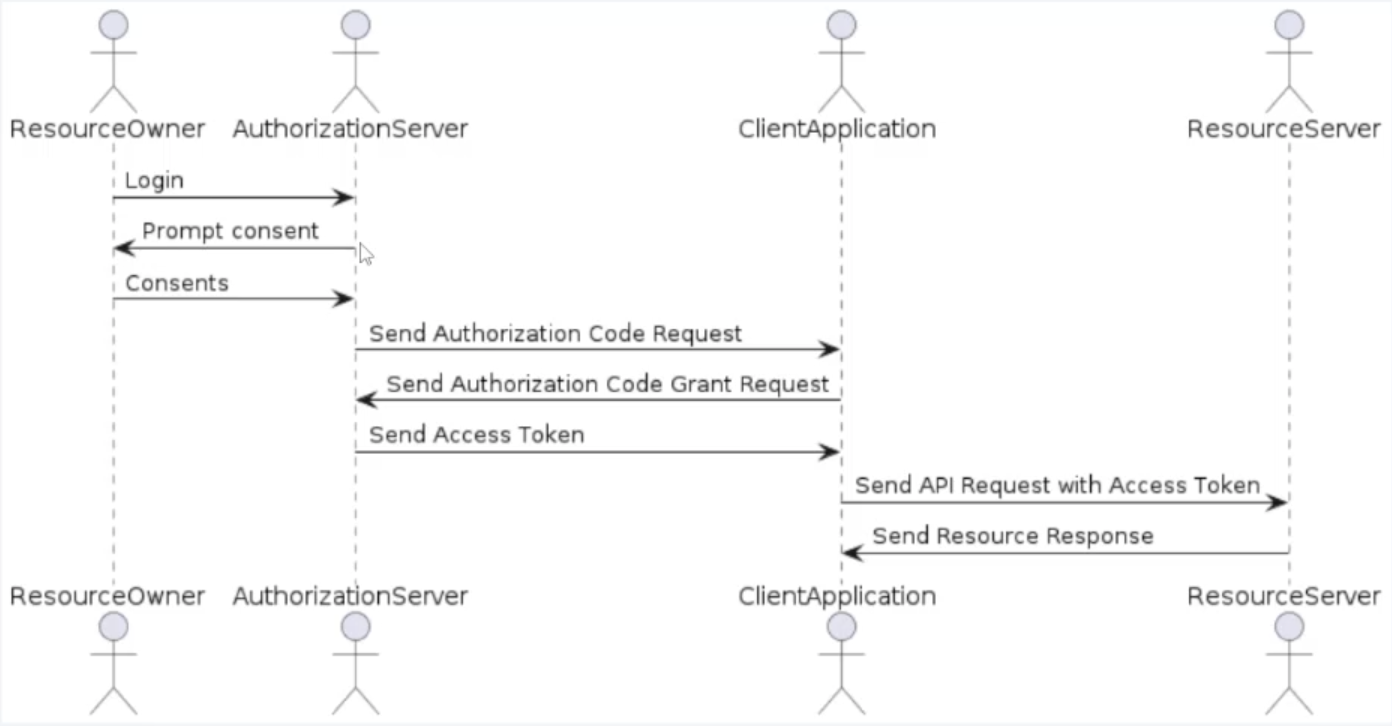 ResourceOwner AuthorizationServer ClientApplication ResourceServer
Login
Prompt consent
Consents
Send Authorization Code Request
Send Authorization Code Grant Request
Send Access Token
Send API Request with Access Token
Send Resource Response
ResourceOwner AuthorizationServer ClientApplication ResourceServer